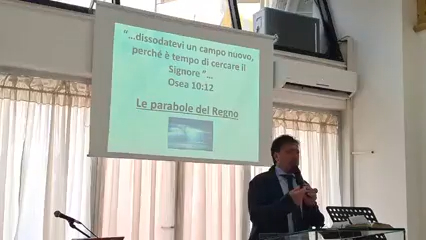 “...dissodatevi un campo nuovo,
perché è tempo di cercare il
Signore “...
Osea 10:12
Le parabole del Regno